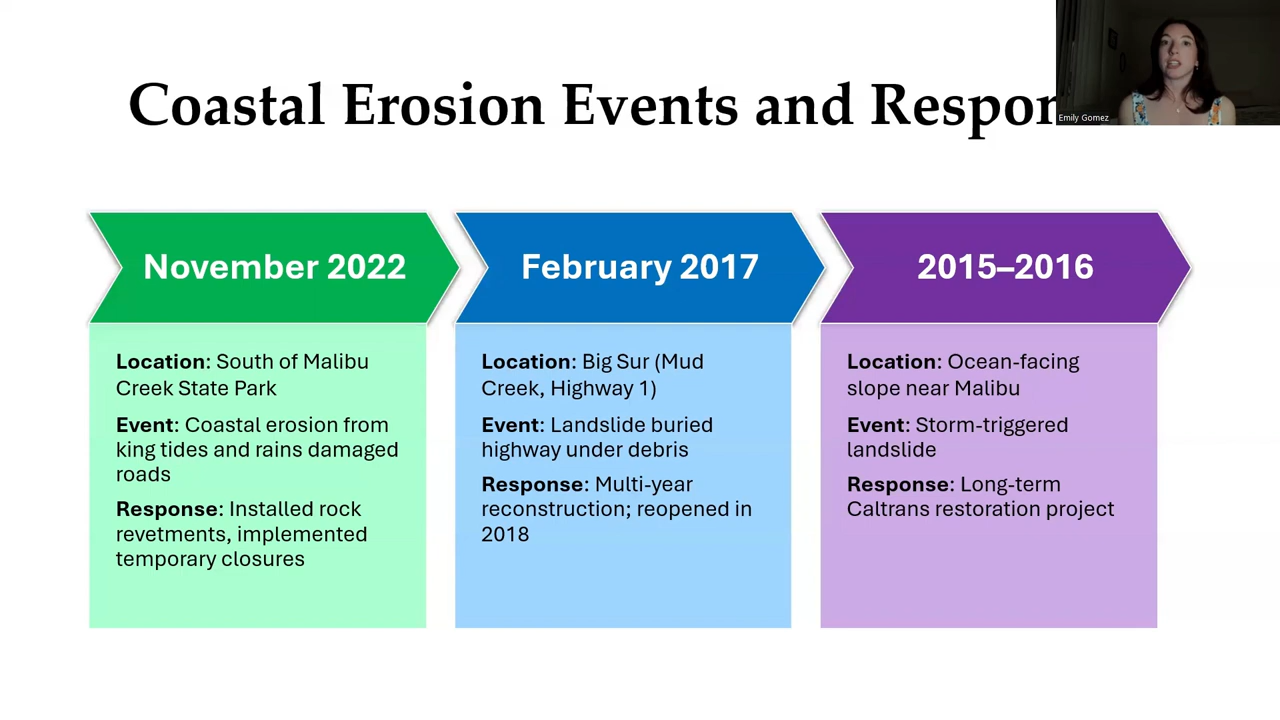 Coastal Erosion Events and Respon
Emily Gomez
November 2022
Location: South of Malibu
Creek State Park
Event: Coastal erosion from
king tides and rains damaged
roads
Response: Installed rock
revetments, implemented
temporary closures
February 2017
Location: Big Sur (Mud
Creek, Highway 1)
Event: Landslide buried
highway under debris
Response: Multi-year
reconstruction; reopened in
2018
2015–2016
Location: Ocean-facing
slope near Malibu
Event: Storm-triggered
landslide
Response: Long-term
Caltrans restoration project